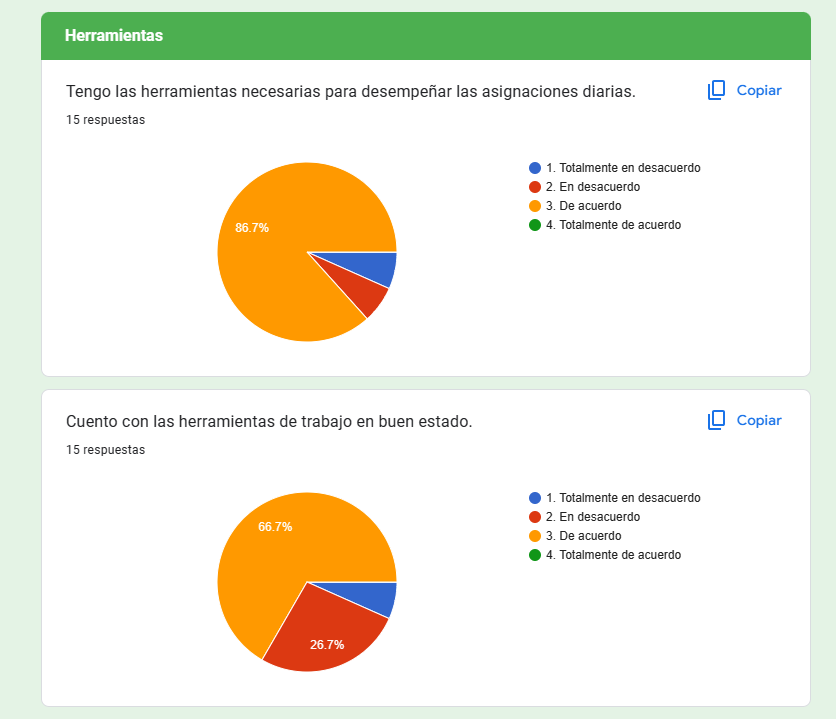 Herramientas
Tengo las herramientas necesarias para desempeñar las asignaciones diarias.
Copiar
15 respuestas
86.7%
1. Totalmente en desacuerdo
2. En desacuerdo
3. De acuerdo
4. Totalmente de acuerdo
Cuento con las herramientas de trabajo en buen estado.
Copiar
15 respuestas
66.7%
26.7%
1. Totalmente en desacuerdo
2. En desacuerdo
3. De acuerdo
4. Totalmente de acuerdo